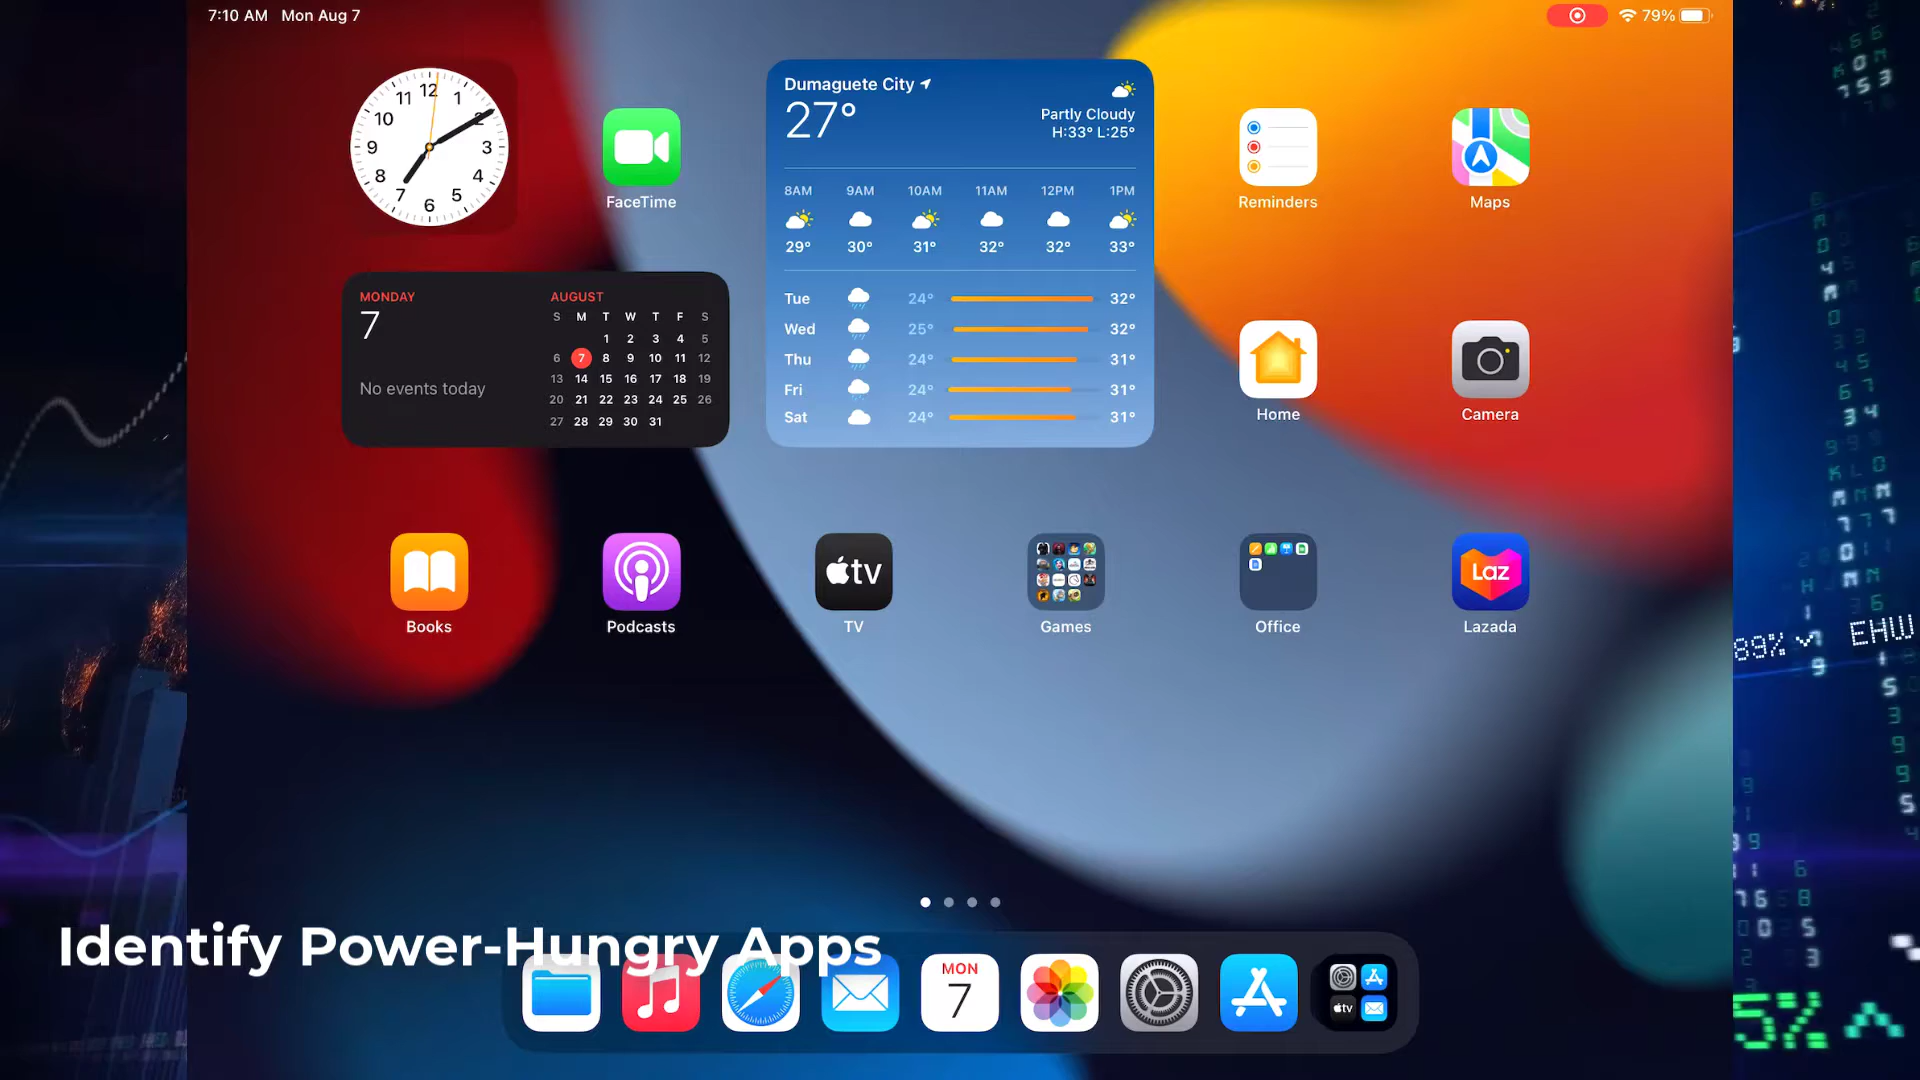 7:10 AM Mon Aug 7
79%
12
11 1
10 2
9 3
8 4
7 5
6
FaceTime
Dumaguete City
27°
Partly Cloudy
H:33° L:25°
8AM 9AM 10AM 11AM 12PM 1PM
29° 30° 31° 32° 32° 33°
Tue 24° 32°
Wed 25° 32°
Thu 24° 31°
Fri 24° 31°
Sat 24° 31°
Reminders
Maps
MONDAY
7
No events today
AUGUST
S M T W T F S
1 2 3 4 5
6 7 8 9 10 11 12
13 14 15 16 17 18 19
20 21 22 23 24 25 26
27 28 29 30 31
Home
Camera
Books
Podcasts
tv
TV
Games
Office
Laz
Lazada
89%
EHW
Identify Power-Hungry Apps
MON
7
tv
5%